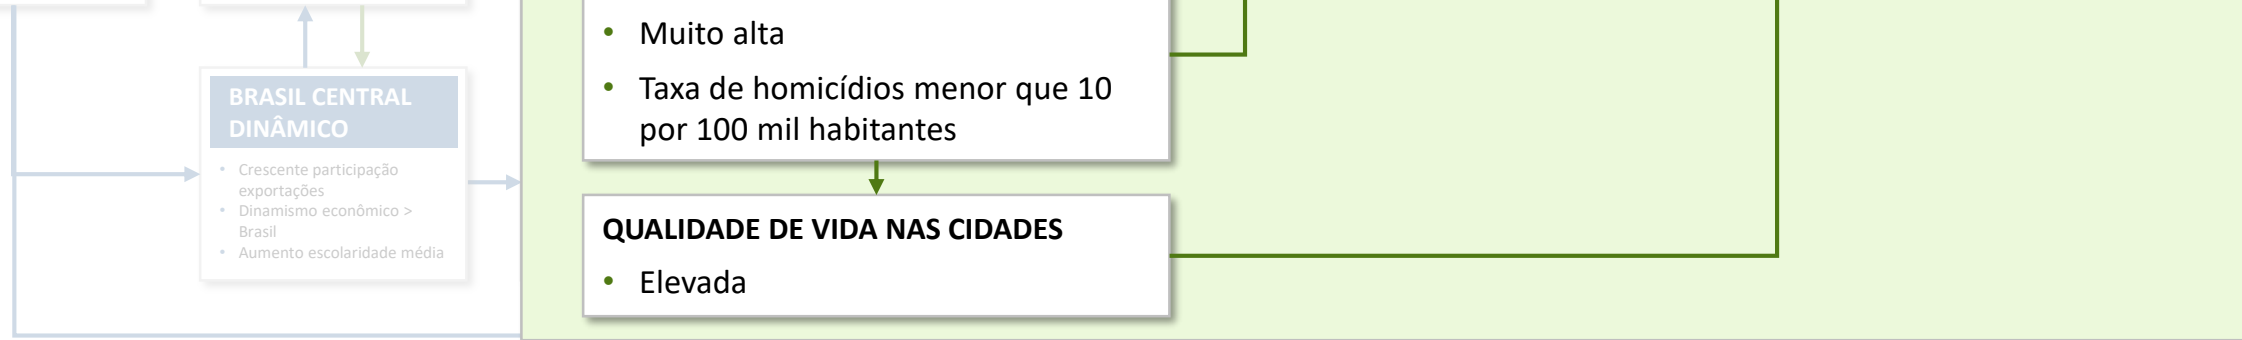 BRASIL CENTRAL
DINÂMICO
• Crescente participação
exportações
• Dinamismo econômico >
Brasil
• Aumento escolaridade média
• Muito alta
• Taxa de homicídios menor que 10
por 100 mil habitantes
QUALIDADE DE VIDA NAS CIDADES
• Elevada